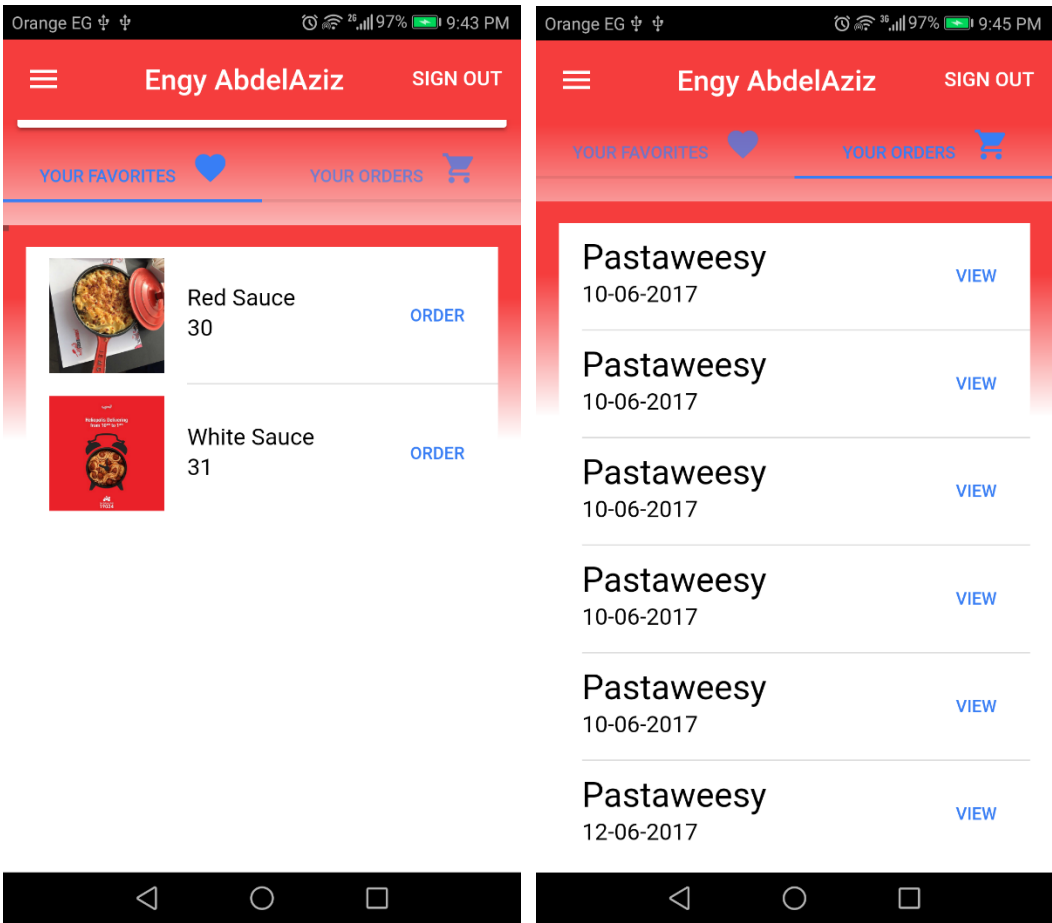 Orange EG 97% 9:43 PM
Engy AbdelAziz SIGN OUT
YOUR FAVORITES YOUR ORDERS
Red Sauce
30
ORDER
White Sauce
31
ORDER
Orange EG 97% 9:45 PM
Engy AbdelAziz SIGN OUT
YOUR FAVORITES YOUR ORDERS
Pastaweesy
10-06-2017
VIEW
Pastaweesy
10-06-2017
VIEW
Pastaweesy
10-06-2017
VIEW
Pastaweesy
10-06-2017
VIEW
Pastaweesy
10-06-2017
VIEW
Pastaweesy
12-06-2017
VIEW